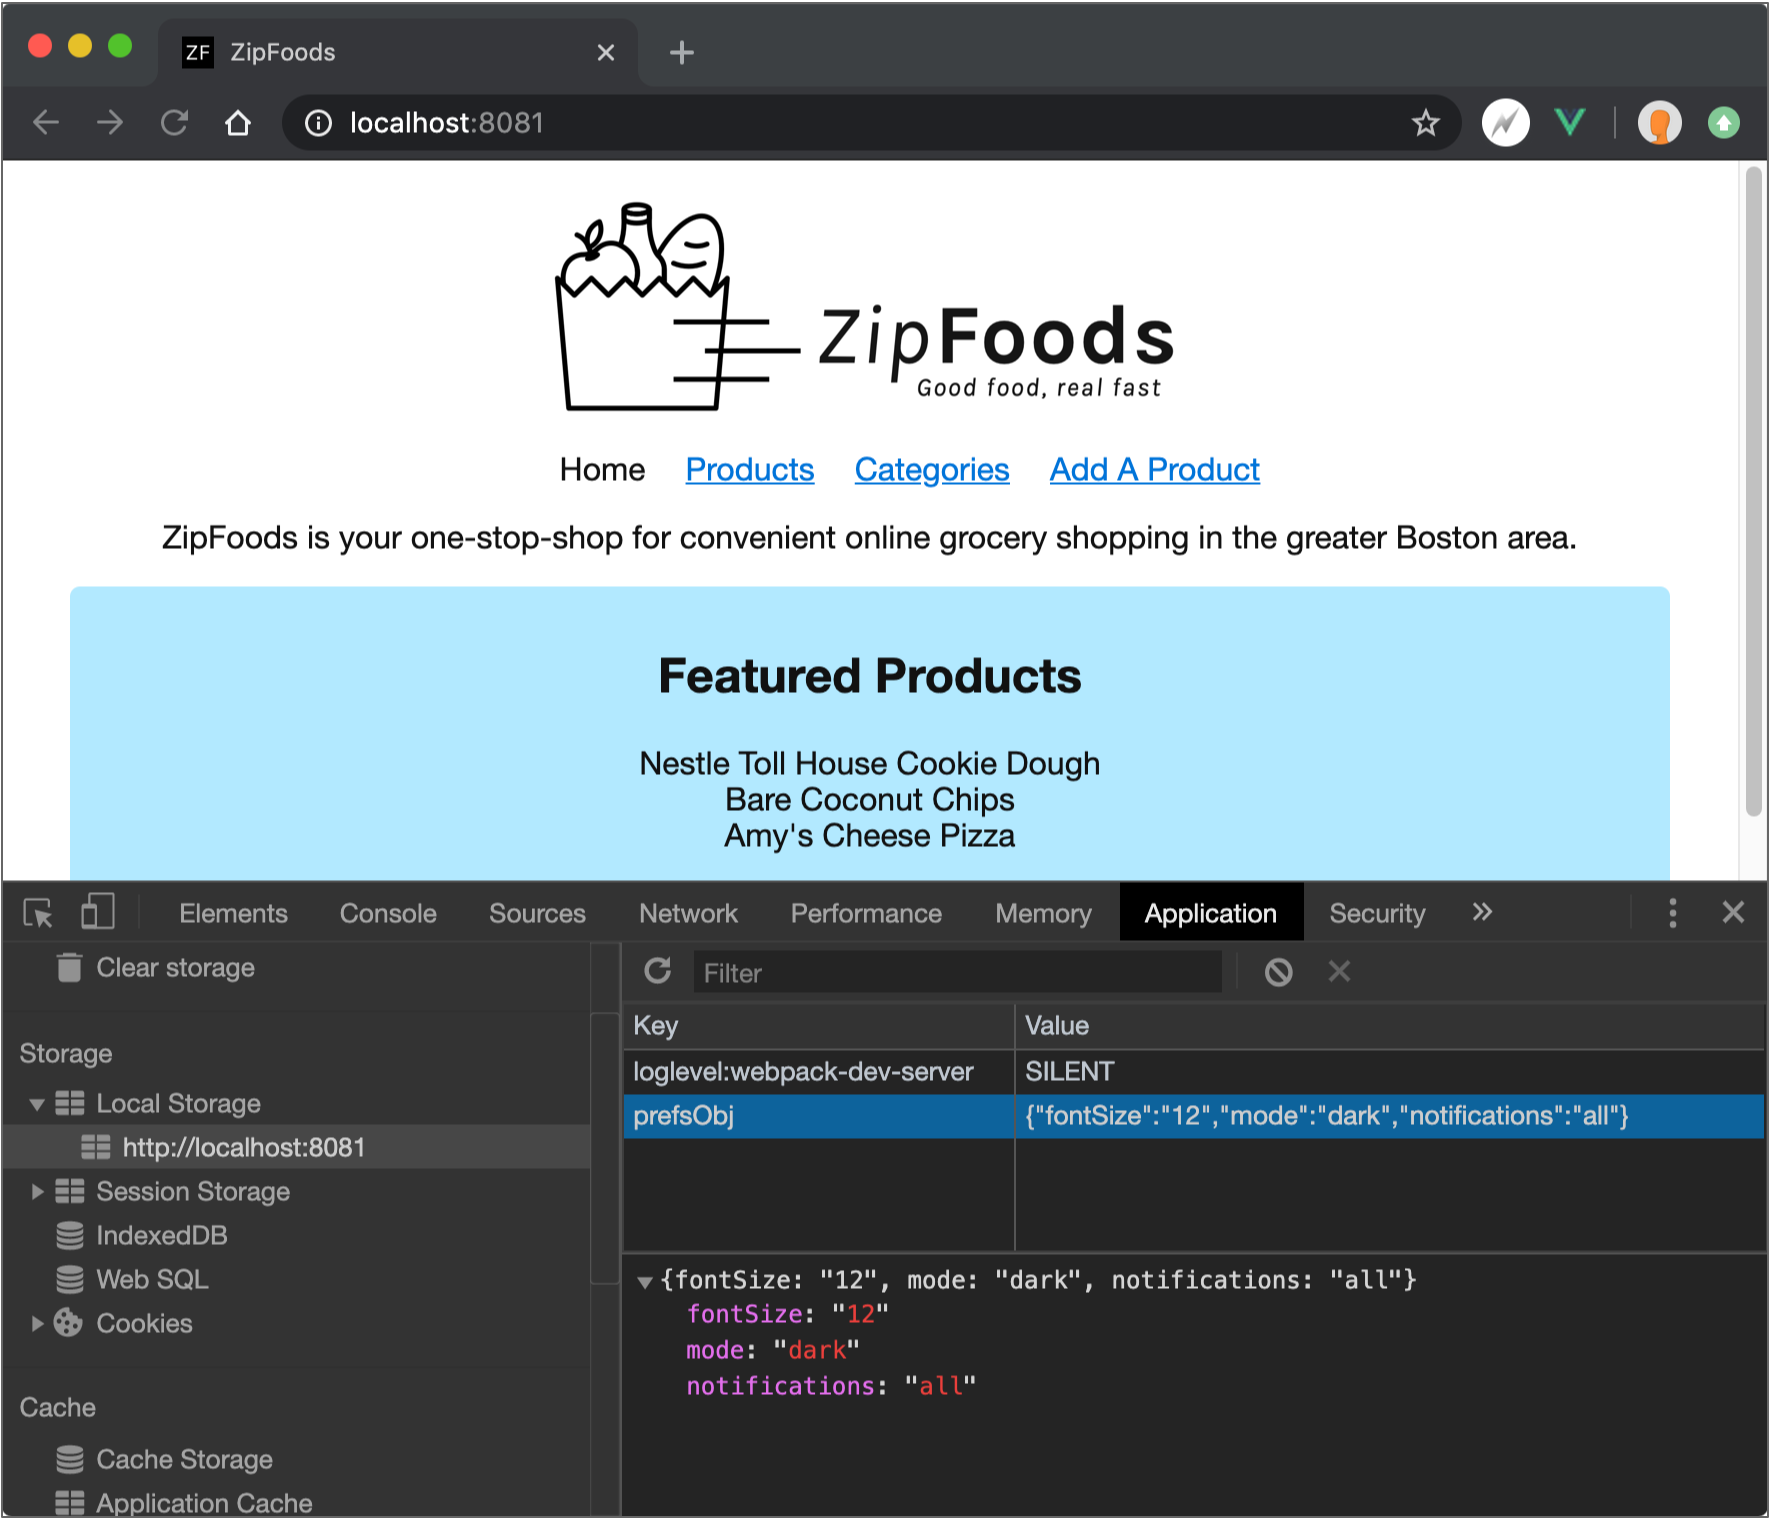 ZF ZipFoods
localhost:8081
ZipFoods
Good food, real fast
Home Products Categories Add A Product
ZipFoods is your one-stop-shop for convenient online grocery shopping in the greater Boston area.
Featured Products
Nestle Toll House Cookie Dough
Bare Coconut Chips
Amy's Cheese Pizza
Elements Console Sources Network Performance Memory Application Security
Clear storage
Storage
Local Storage
http://localhost:8081
Session Storage
IndexedDB
Web SQL
Cookies
Cache
Cache Storage
Application Cache
Filter
Key Value
loglevel:webpack-dev-server SILENT
prefsObj {"fontSize":"12","mode":"dark","notifications":"all"}
{fontSize: "12", mode: "dark", notifications: "all"}
fontSize: "12"
mode: "dark"
notifications: "all"